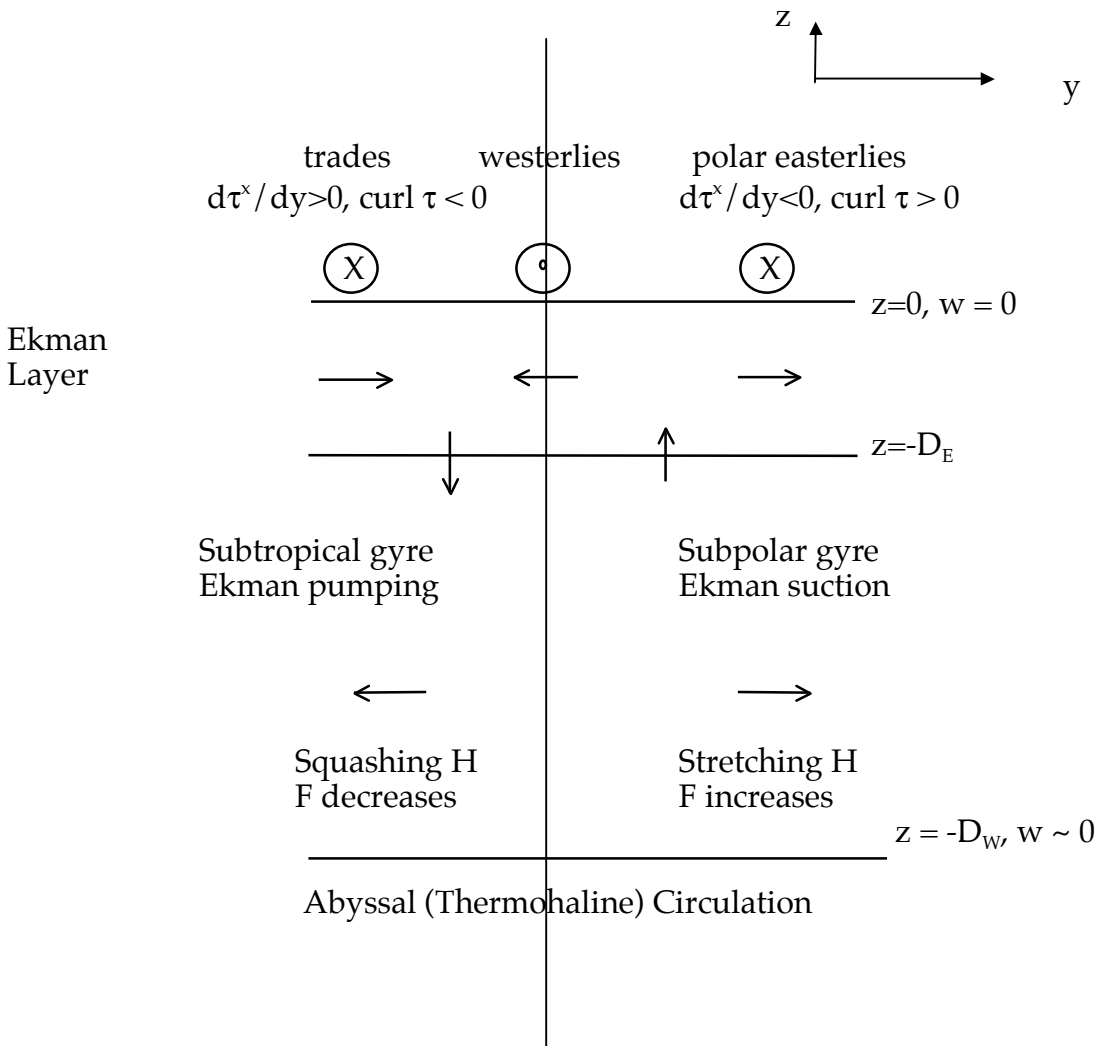 z
y
trades westerlies polar easterlies
dτˣ/dy>0, curl τ < 0 dτˣ/dy<0, curl τ > 0
X X
z=0, w = 0
Ekman
Layer
z=-D_E
Subtropical gyre Subpolar gyre
Ekman pumping Ekman suction
Squashing H Stretching H
F decreases F increases
z = -D_W, w ~ 0
Abyssal (Thermohaline) Circulation